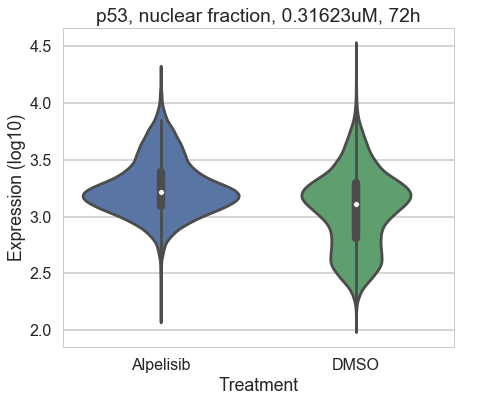 p53, nuclear fraction, 0.31623uM, 72h
4.5
4.0
3.5
3.0
2.5
2.0
Expression (log10)
Alpelisib DMSO
Treatment